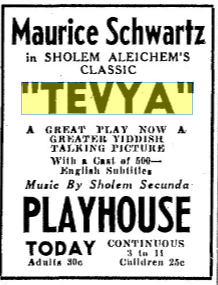 Maurice Schwartz
in SHOLEM ALEICHEM'S
CLASSIC
"TEVYA"
A GREAT PLAY NOW A
GREATER YIDDISH
TALKING PICTURE
With a Cast of 500—
English Subtitles
Music By Sholem Secunda
PLAYHOUSE
TODAY CONTINUOUS
3 to 11
Adults 30c Children 25c